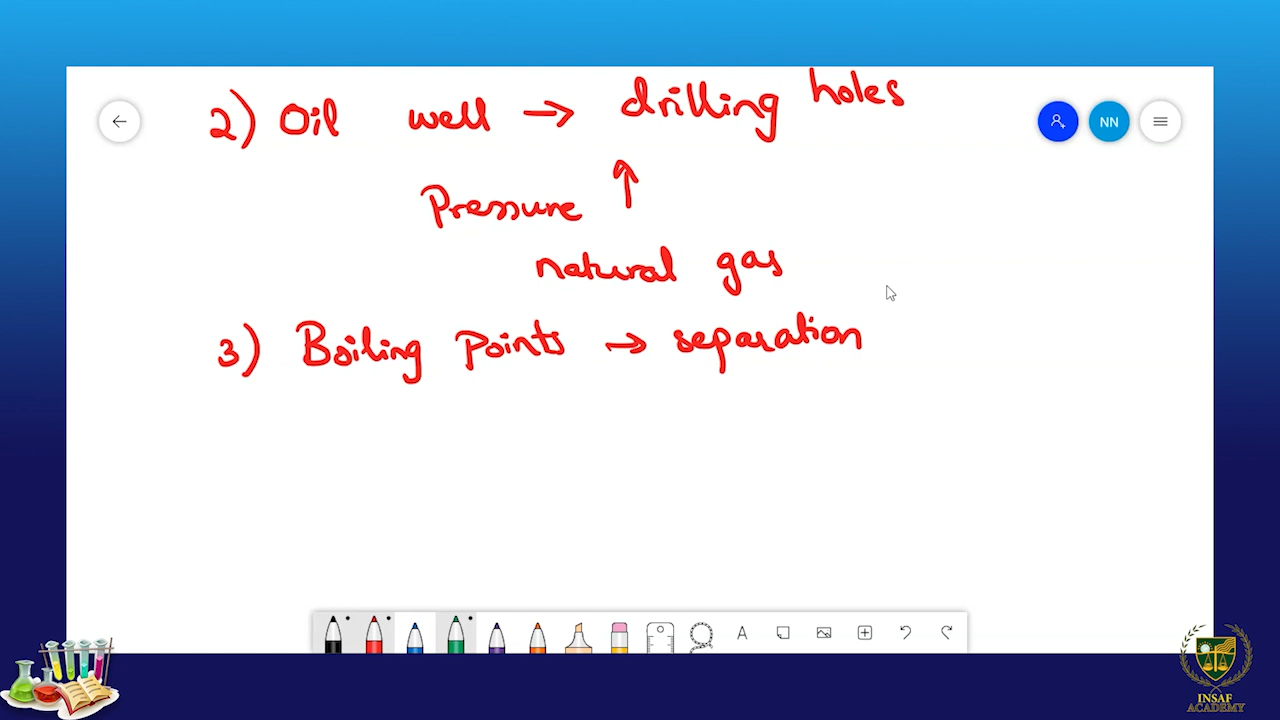 2) Oil well → drilling holes
Pressure ↑
natural gas
3) Boiling Points → separation
NN
A
INSAF
ACADEMY